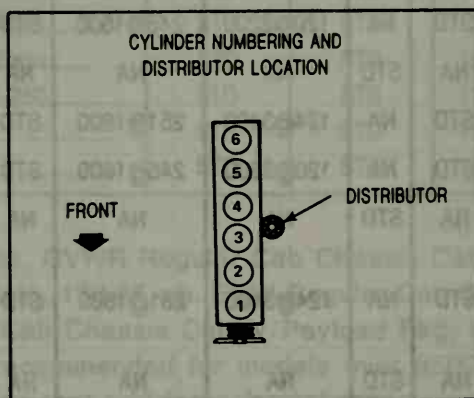 CYLINDER NUMBERING AND
DISTRIBUTOR LOCATION
6
5
4
3
2
1
DISTRIBUTOR
FRONT